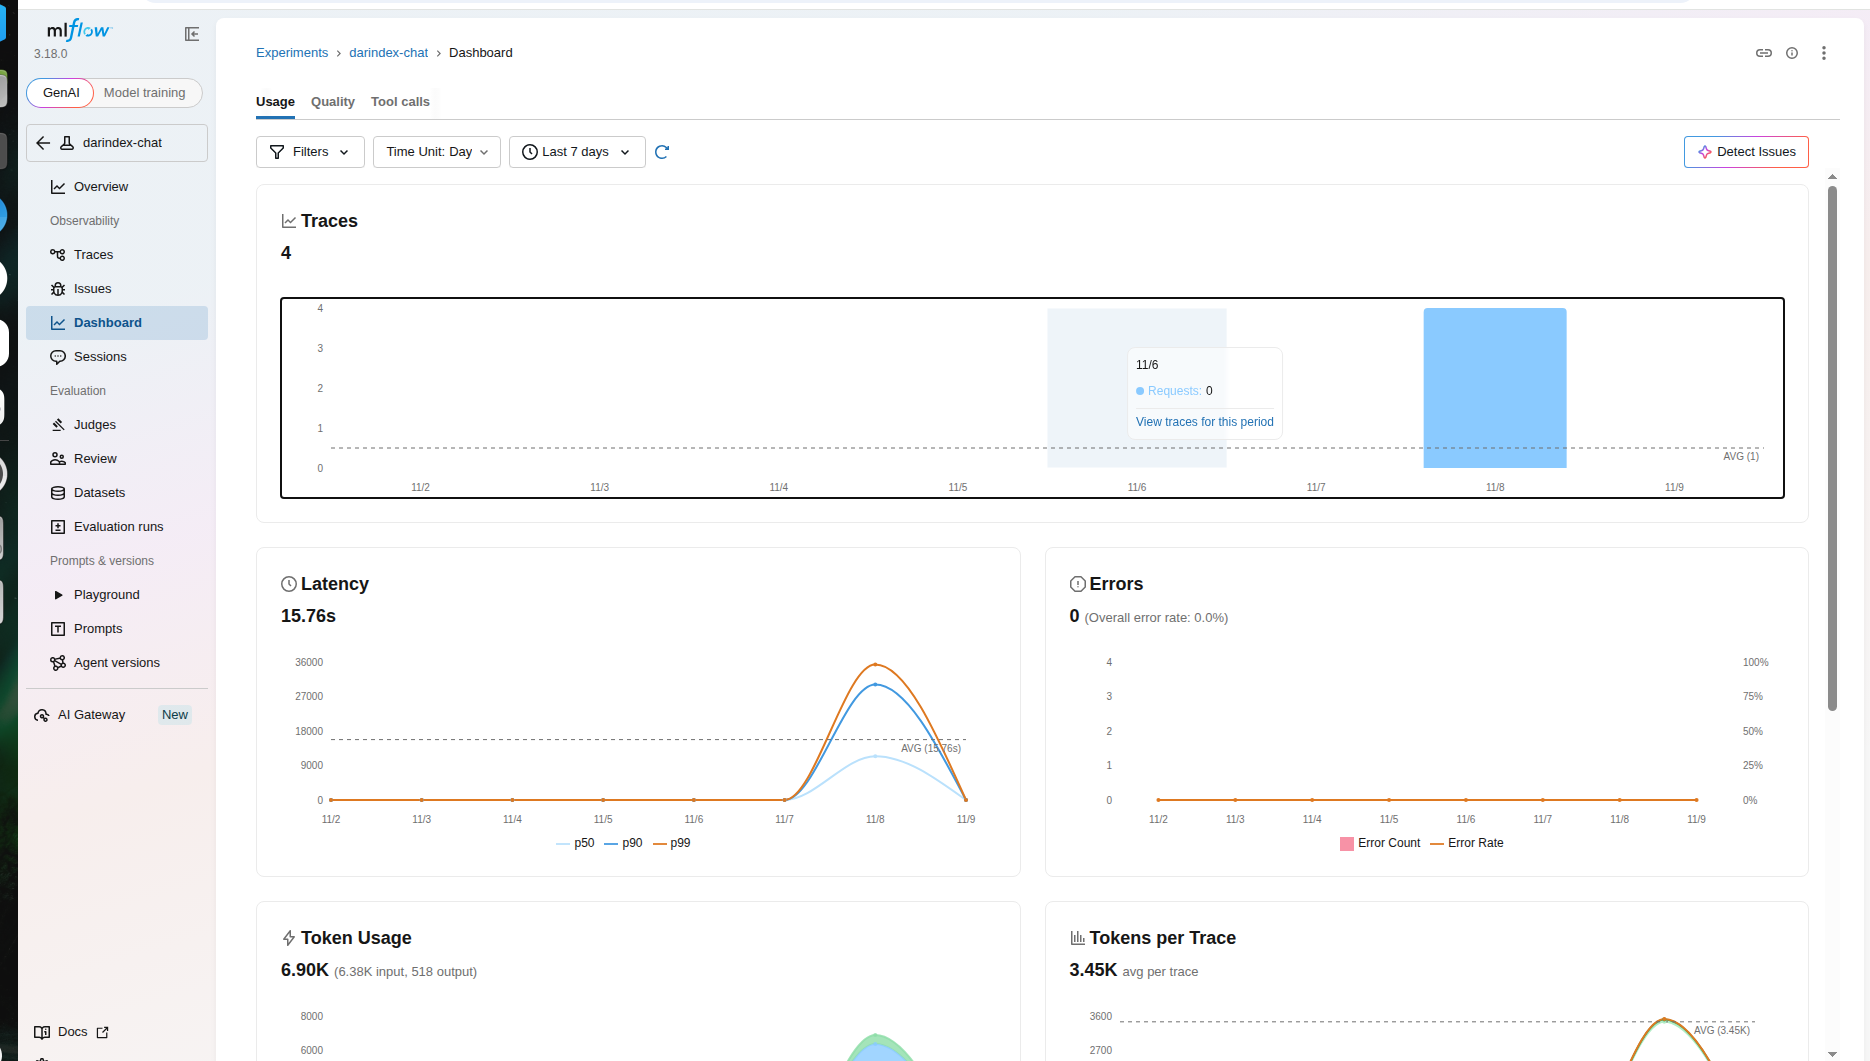 mlflow
3.18.0
GenAI Model training
darindex-chat
Overview
Observability
Traces
Issues
Dashboard
Sessions
Evaluation
Judges
Review
Datasets
Evaluation runs
Prompts & versions
Playground
Prompts
Agent versions
AI Gateway New
Docs
Experiments › darindex-chat › Dashboard
Usage Quality Tool calls
Filters Time Unit: Day Last 7 days Detect Issues
Traces
4
4
3
2
1
0
11/6
Requests: 0
View traces for this period
AVG (1)
11/2 11/3 11/4 11/5 11/6 11/7 11/8 11/9
Latency
15.76s
36000
27000
18000
9000
0
AVG (15.76s)
11/2 11/3 11/4 11/5 11/6 11/7 11/8 11/9
p50 p90 p99
Errors
0 (Overall error rate: 0.0%)
4 100%
3 75%
2 50%
1 25%
0 0%
11/2 11/3 11/4 11/5 11/6 11/7 11/8 11/9
Error Count Error Rate
Token Usage
6.90K (6.38K input, 518 output)
8000
6000
Tokens per Trace
3.45K avg per trace
3600
AVG (3.45K)
2700